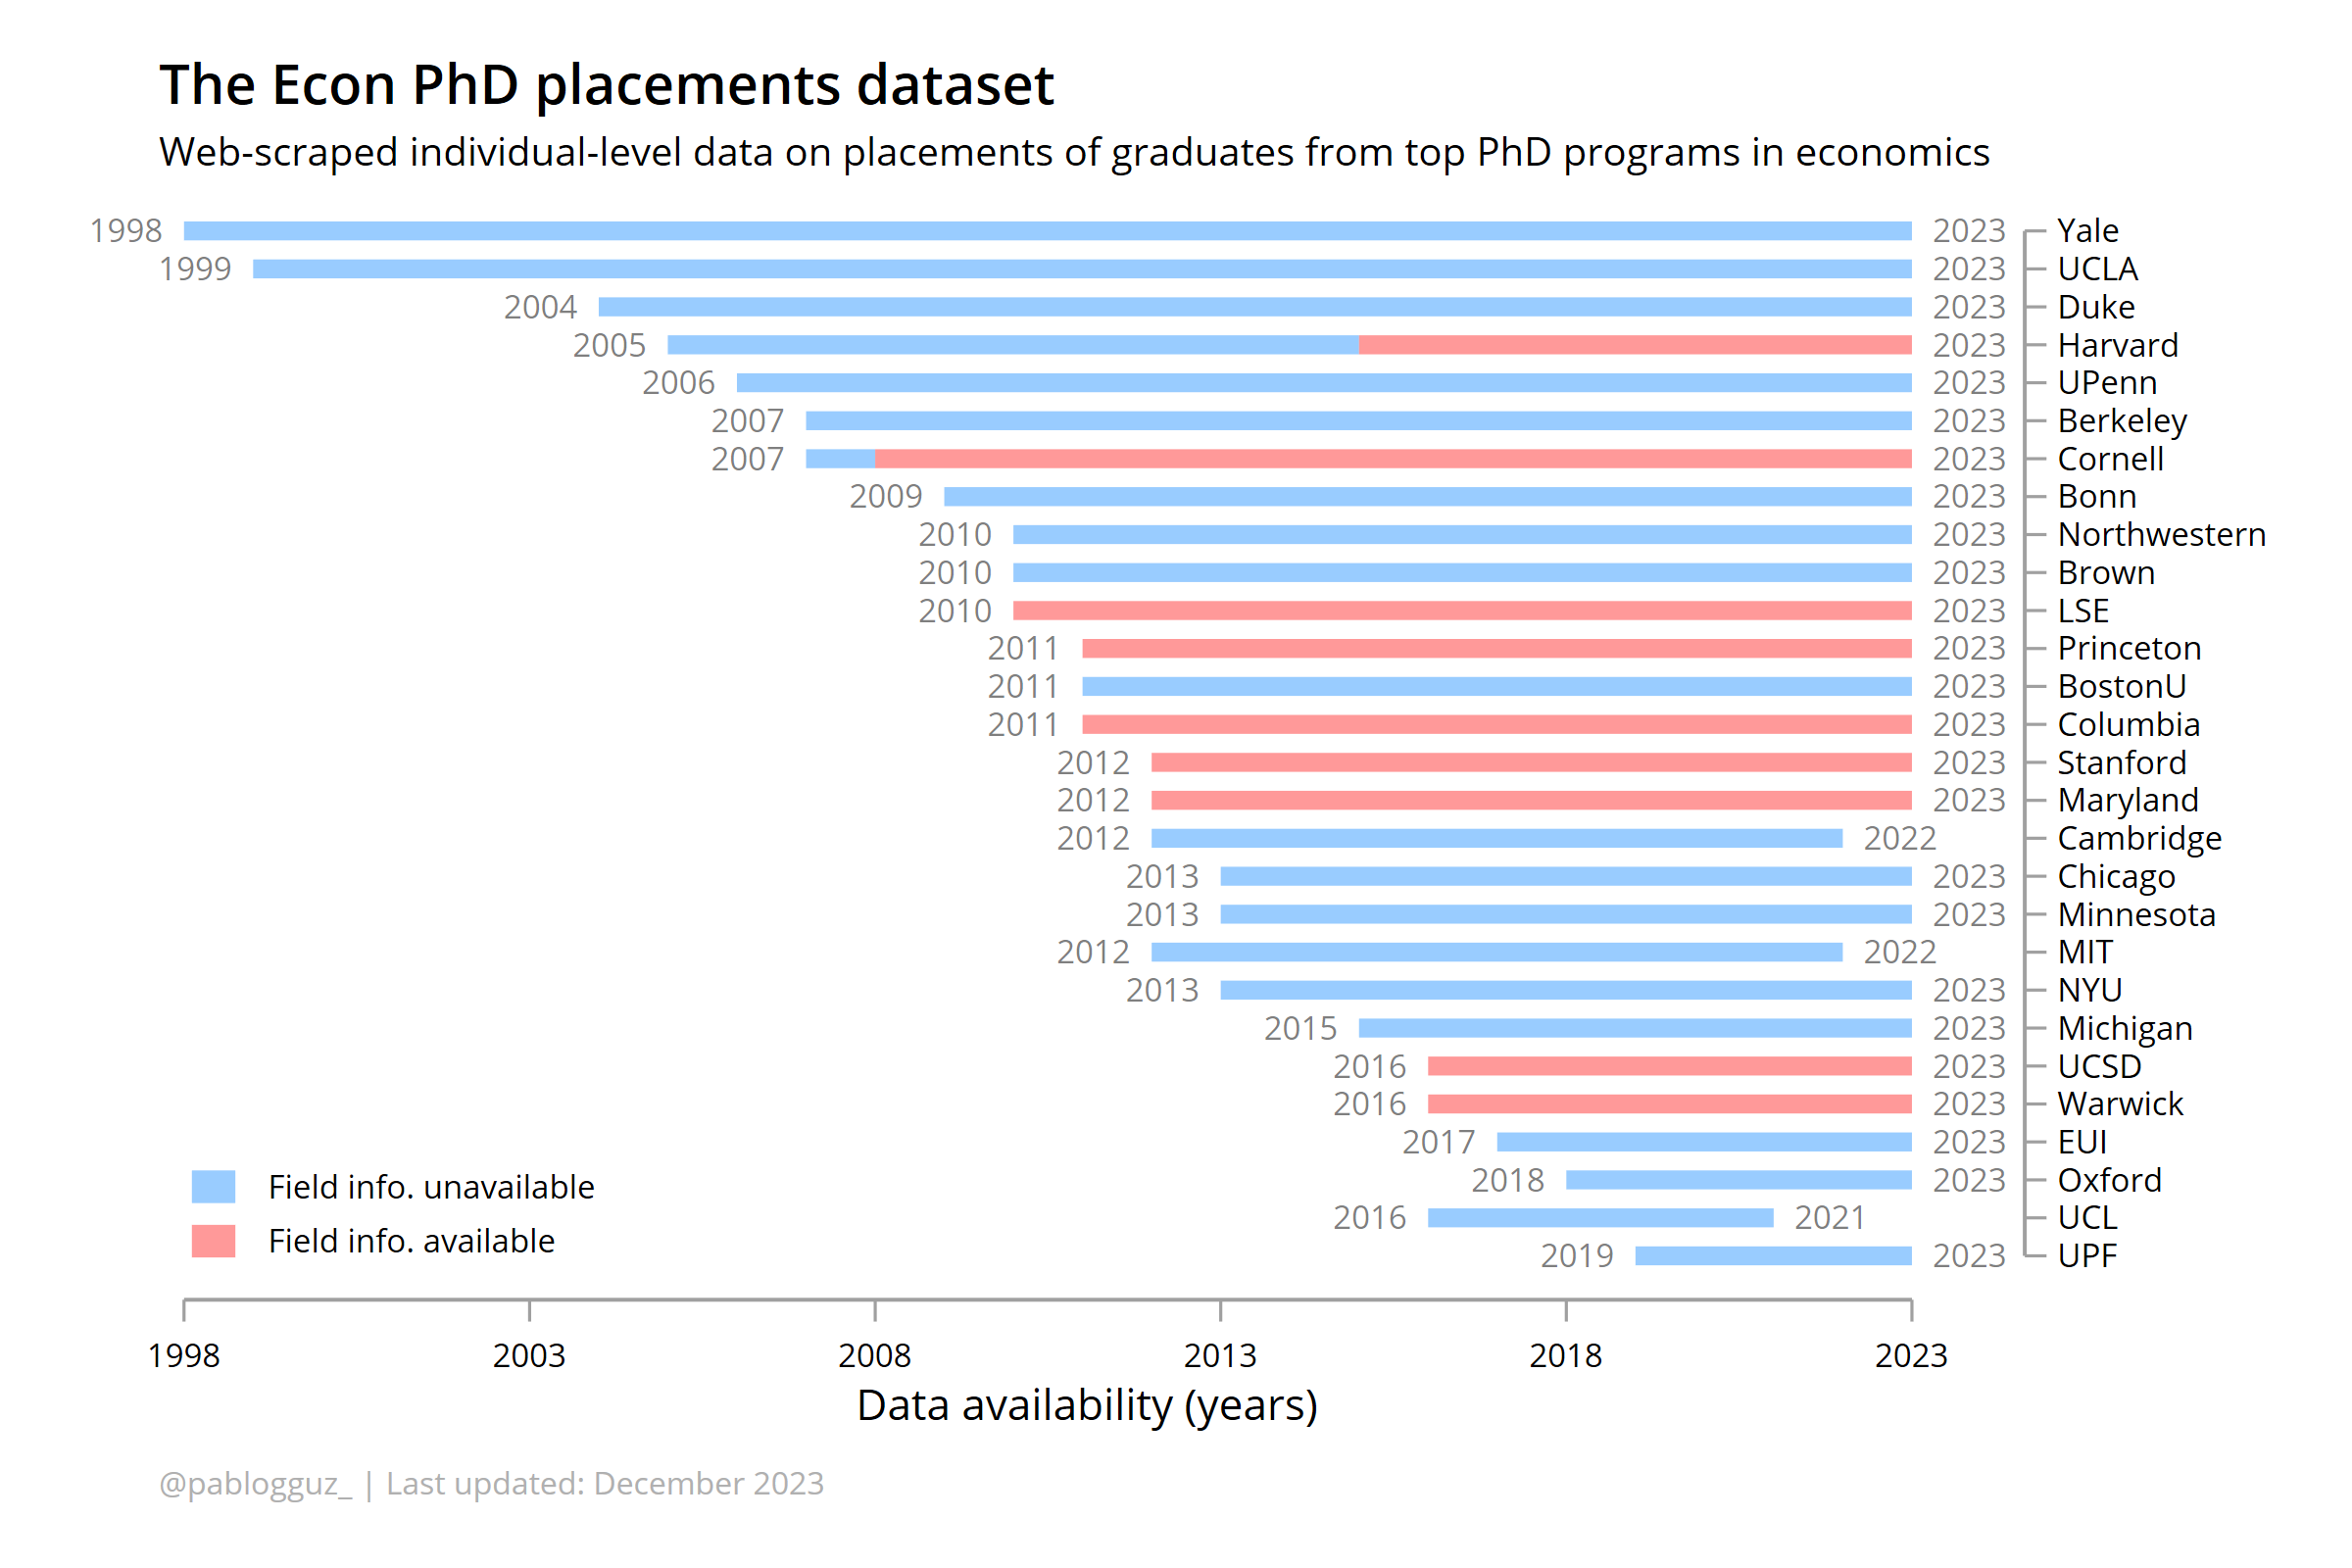 The Econ PhD placements dataset
Web-scraped individual-level data on placements of graduates from top PhD programs in economics
1998 2023 Yale
1999 2023 UCLA
2004 2023 Duke
2005 2023 Harvard
2006 2023 UPenn
2007 2023 Berkeley
2007 2023 Cornell
2009 2023 Bonn
2010 2023 Northwestern
2010 2023 Brown
2010 2023 LSE
2011 2023 Princeton
2011 2023 BostonU
2011 2023 Columbia
2012 2023 Stanford
2012 2023 Maryland
2012 2022 Cambridge
2013 2023 Chicago
2013 2023 Minnesota
2012 2022 MIT
2013 2023 NYU
2015 2023 Michigan
2016 2023 UCSD
2016 2023 Warwick
2017 2023 EUI
2018 2023 Oxford
2016 2021 UCL
2019 2023 UPF
Field info. unavailable
Field info. available
1998 2003 2008 2013 2018 2023
Data availability (years)
@pablogguz_ | Last updated: December 2023